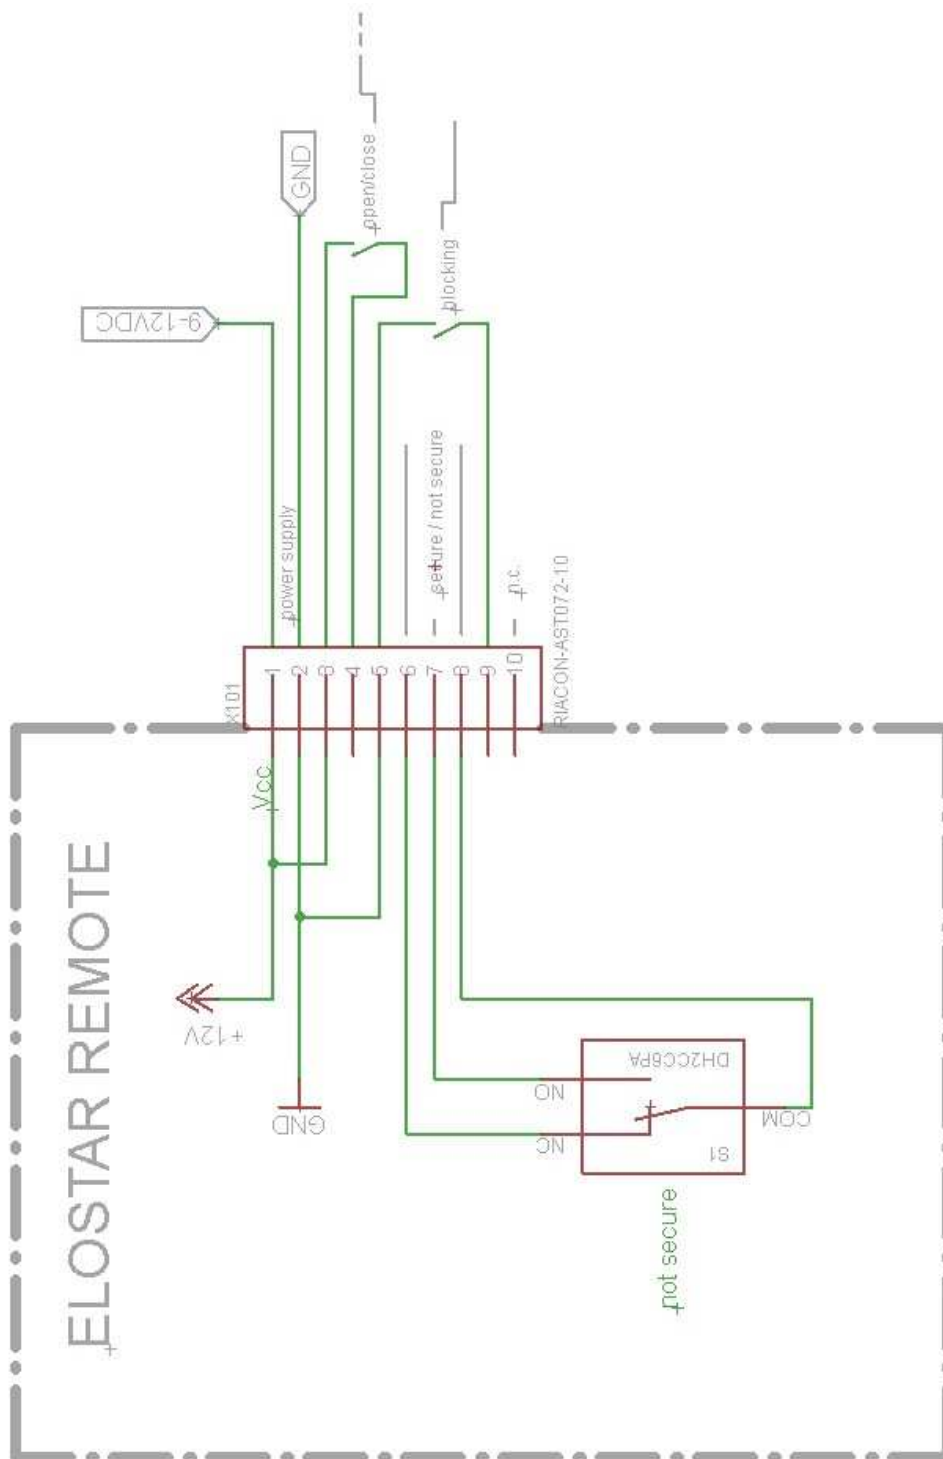 GND
open/close
9-12VDC
blocking
secure / not secure
power supply
n.c.
X101
1
2
3
4
5
6
7
8
9
10
RIACON-AST072-10
Vcc
ELOSTAR REMOTE
+12V
GND
DH2CC6PA
NO
NC
COM
S1
not secure